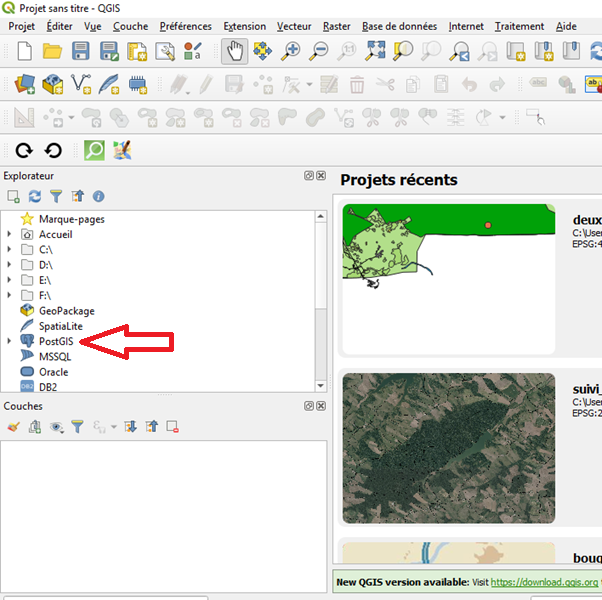 Projet sans titre - QGIS
Projet Éditer Vue Couche Préférences Extension Vecteur Raster Base de données Internet Traitement Aide
Explorateur
Marque-pages
Accueil
C:\
D:\
E:\
F:\
GeoPackage
SpatiaLite
PostGIS
MSSQL
Oracle
DB2
DB2
Couches
Projets récents
deux
C:\User
EPSG:4
suivi_
C:\User
EPSG:2
bouq
New QGIS version available: Visit https://download.qgis.org